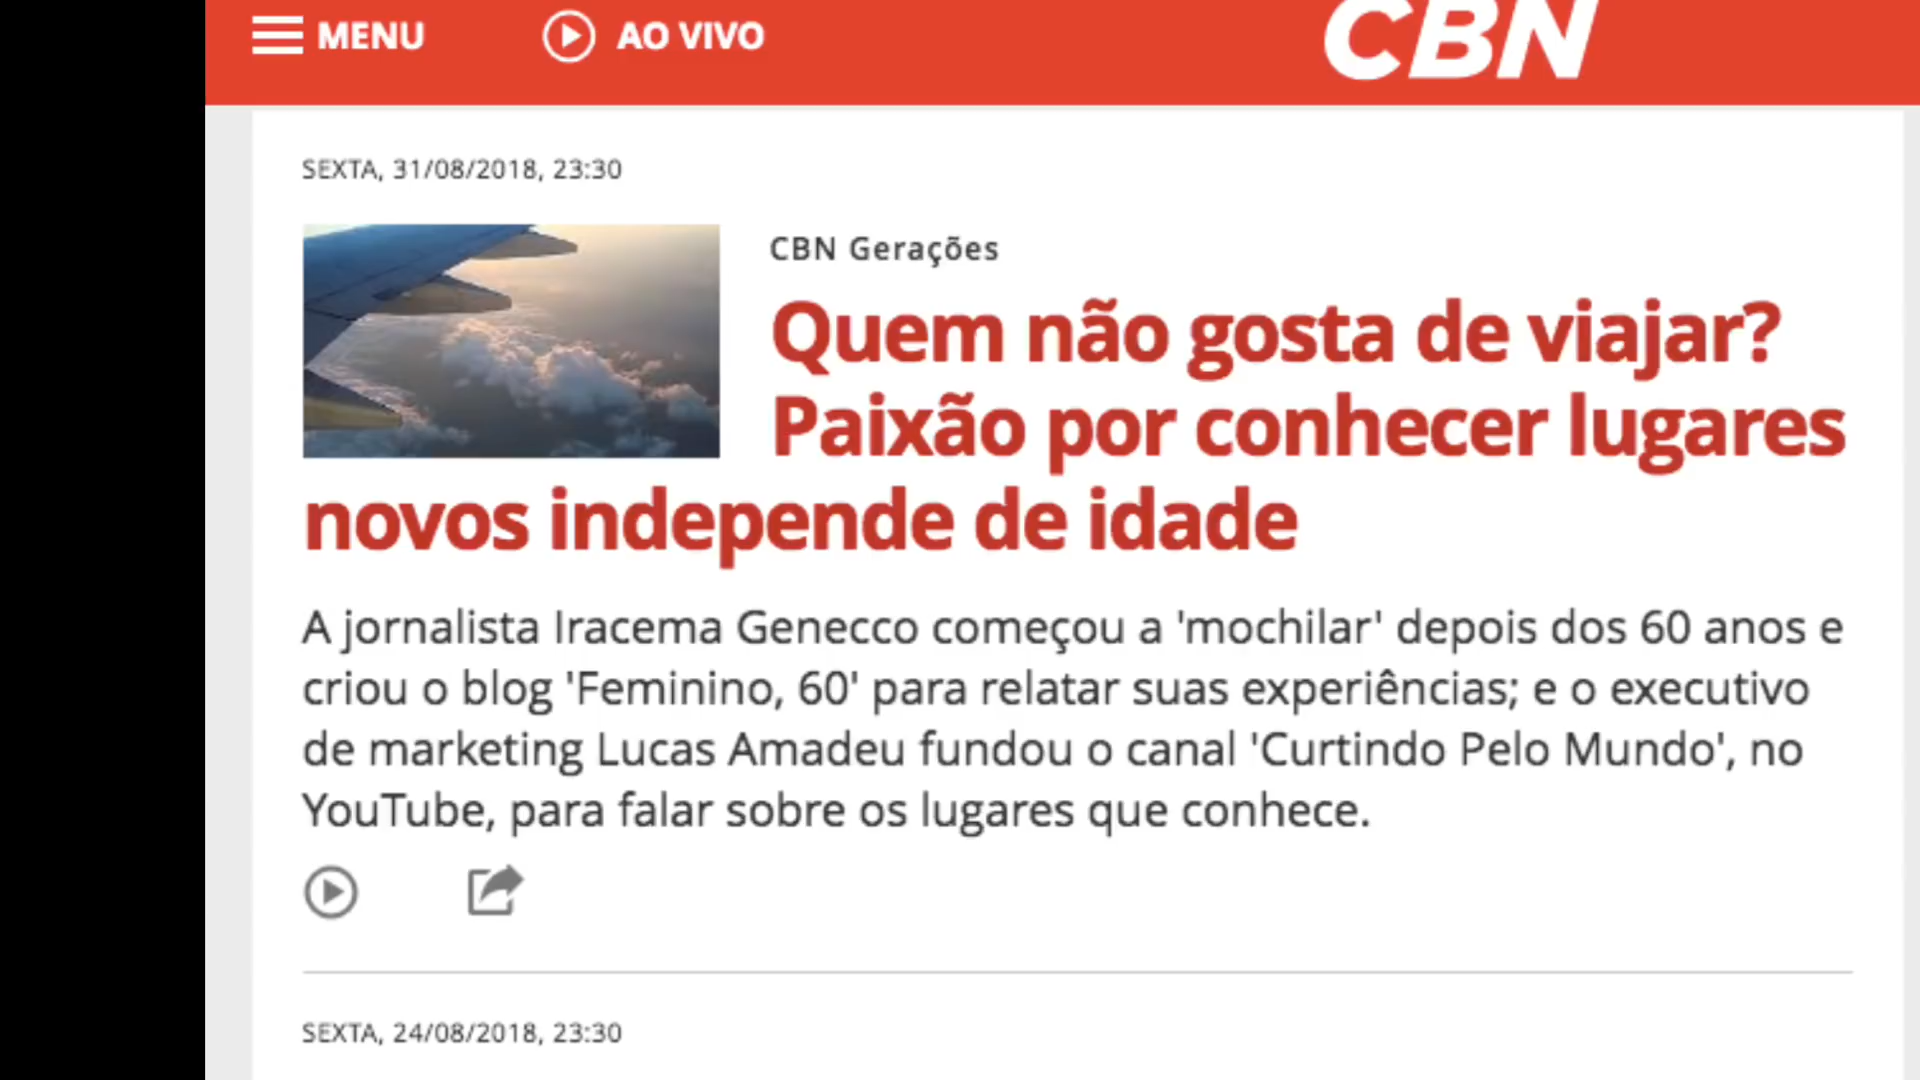 MENU
AO VIVO
CBN
SEXTA, 31/08/2018, 23:30
CBN Gerações
Quem não gosta de viajar?
Paixão por conhecer lugares
novos independe de idade
A jornalista Iracema Genecco começou a 'mochilar' depois dos 60 anos e
criou o blog 'Feminino, 60' para relatar suas experiências; e o executivo
de marketing Lucas Amadeu fundou o canal 'Curtindo Pelo Mundo', no
YouTube, para falar sobre os lugares que conhece.
SEXTA, 24/08/2018, 23:30